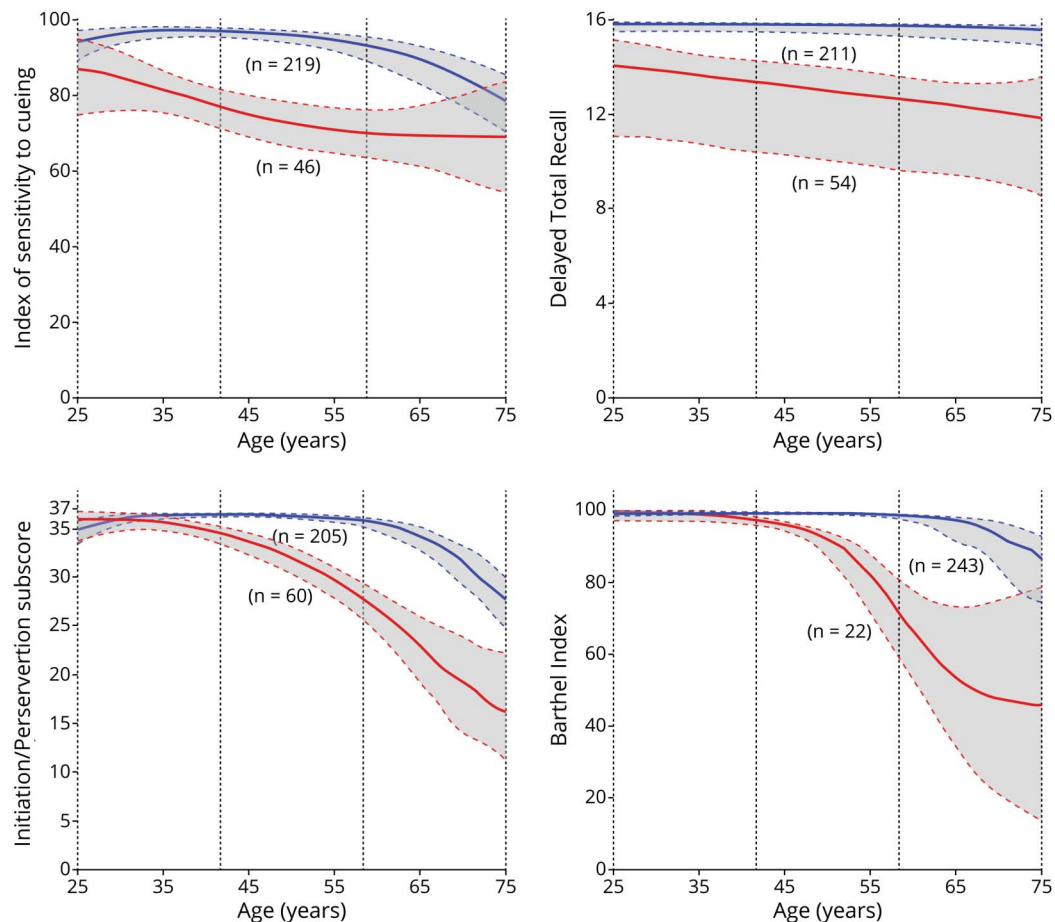 Index of sensitivity to cueing
100
80
60
40
20
0
(n = 219)
(n = 46)
25 35 45 55 65 75
Age (years)
Delayed Total Recall
16
12
8
4
0
(n = 211)
(n = 54)
25 35 45 55 65 75
Age (years)
Initiation/Perservention subscore
37
35
30
25
20
15
10
5
0
(n = 205)
(n = 60)
25 35 45 55 65 75
Age (years)
Barthel Index
100
80
60
40
20
0
(n = 243)
(n = 22)
25 35 45 55 65 75
Age (years)